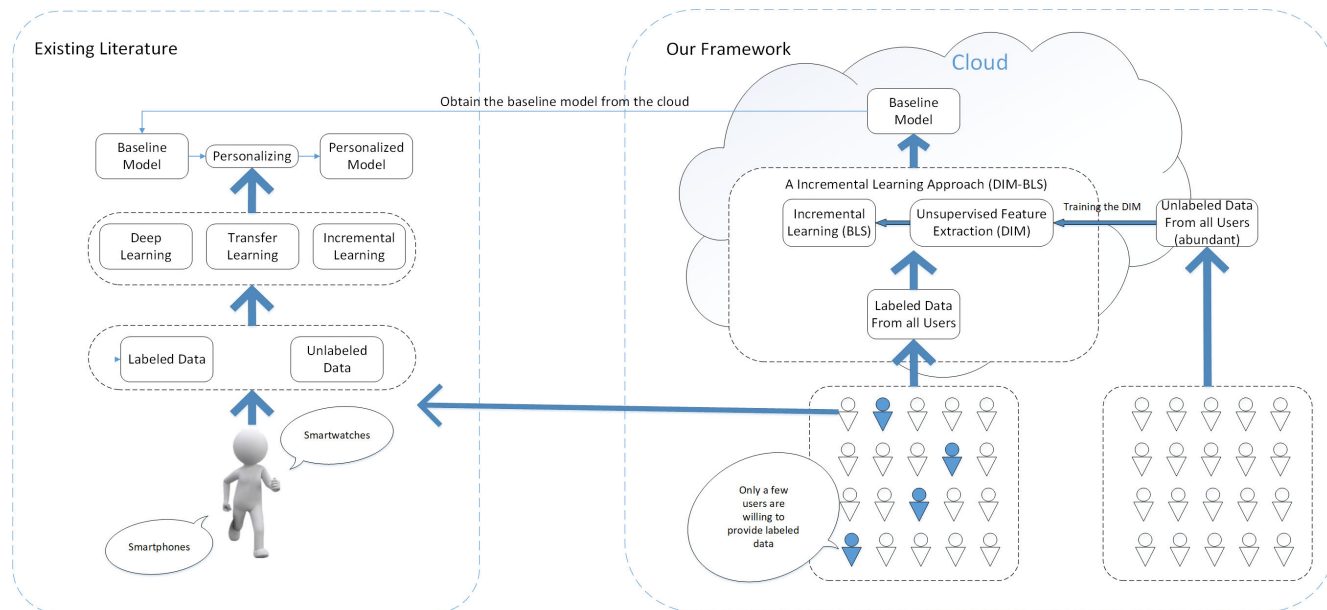 Existing Literature
Obtain the baseline model from the cloud
Baseline
Model
Personalizing
Personalized
Model
Deep
Learning
Transfer
Learning
Incremental
Learning
Labeled Data
Unlabeled
Data
Smartwatches
Smartphones
Our Framework
Cloud
Baseline
Model
A Incremental Learning Approach (DIM-BLS)
Incremental
Learning (BLS)
Unsupervised Feature
Extraction (DIM)
Training the DIM
Unlabeled Data
From all Users
(abundant)
Labeled Data
From all Users
Only a few
users are
willing to
provide labeled
data